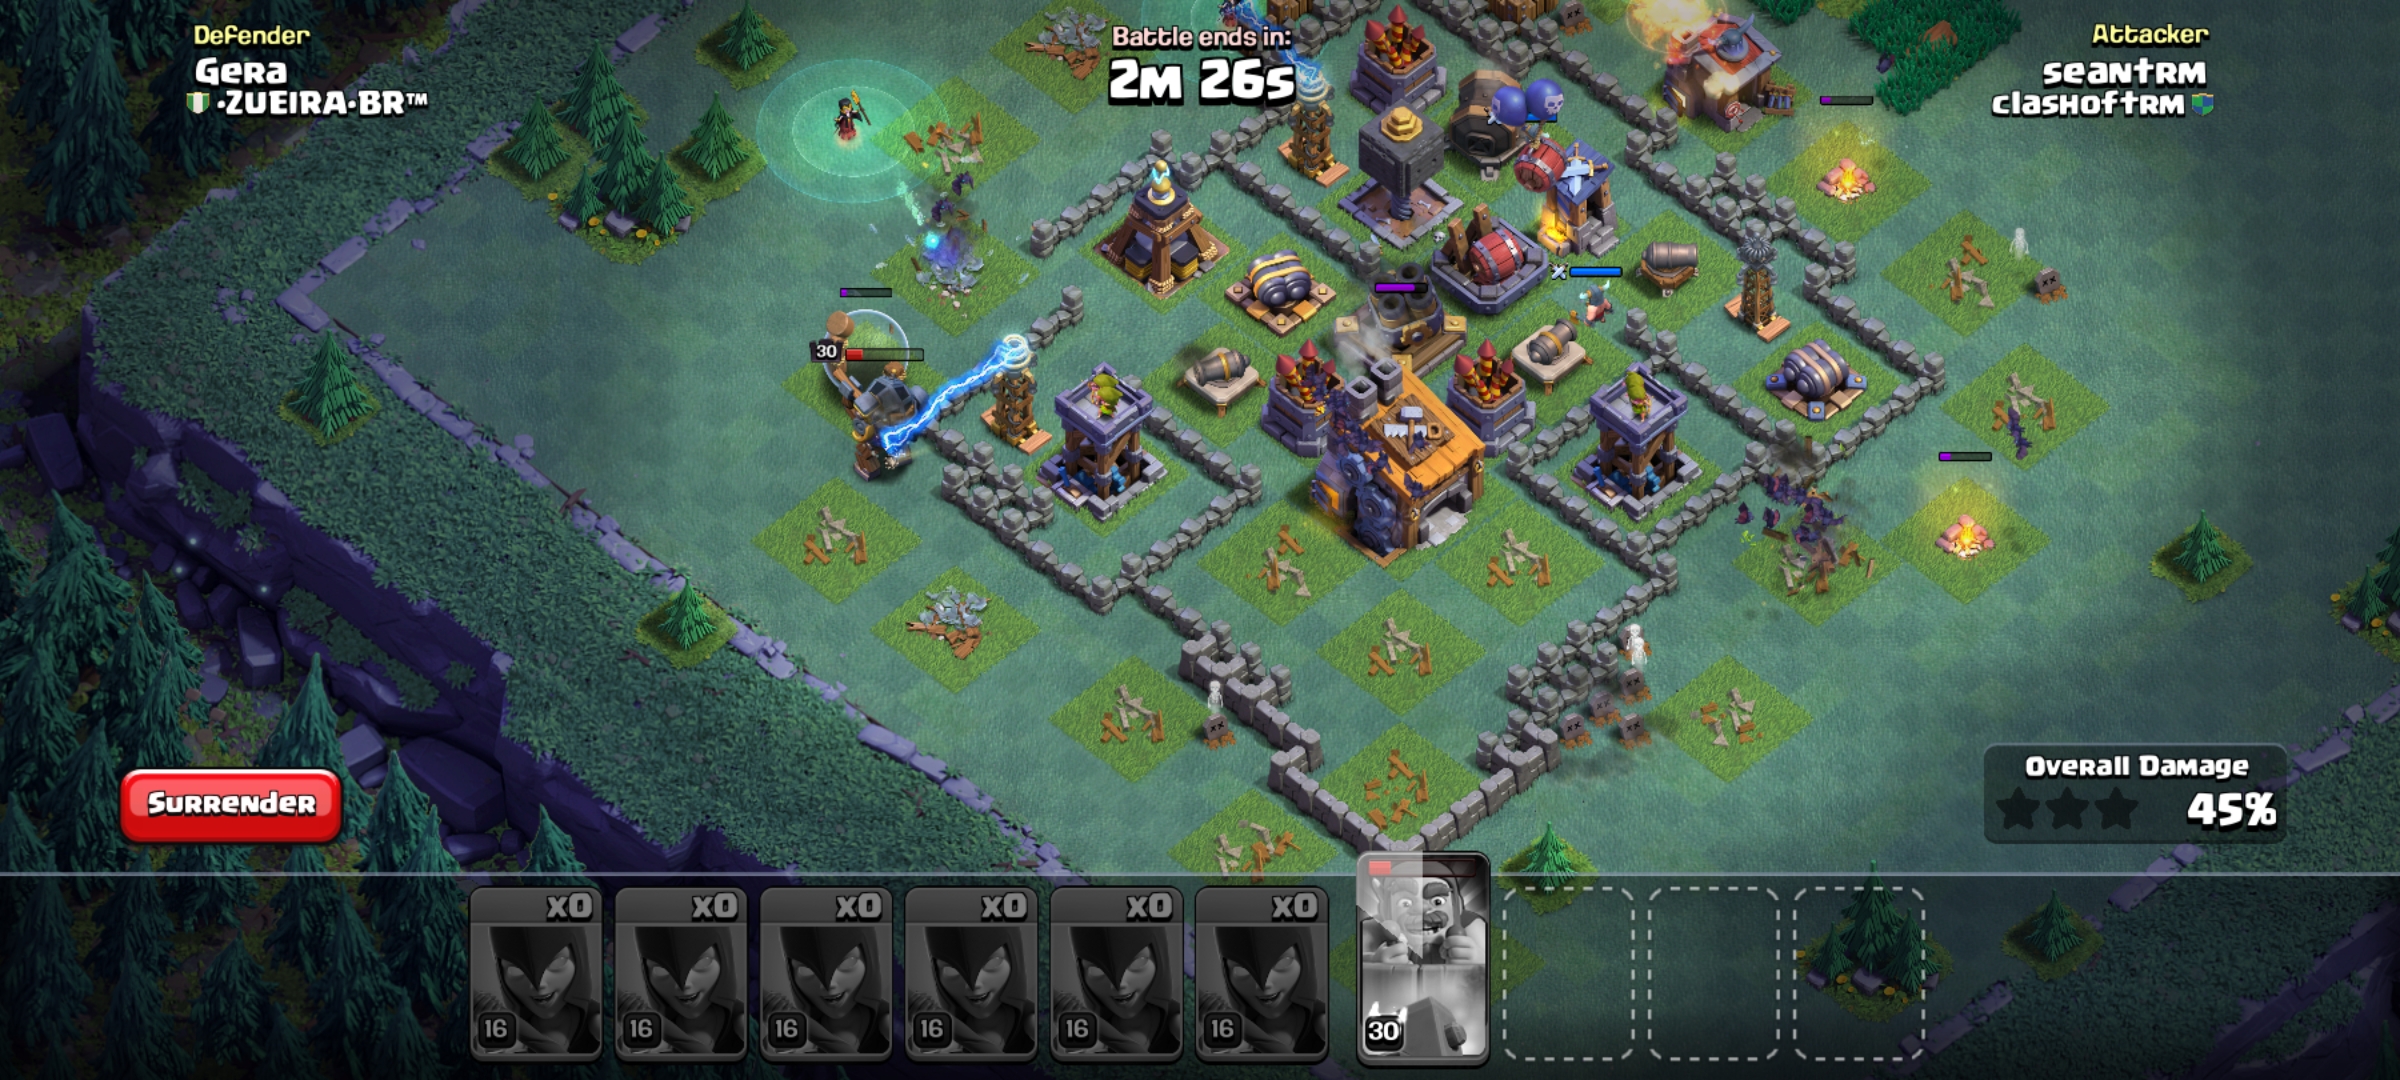 Defender
Gera
•ZUEIRA•BR™
Battle ends in:
2M 26s
Attacker
seantRM
clashoftRM
30
Surrender
Overall Damage
45%
x0
x0
x0
x0
x0
x0
16
16
16
16
16
16
30